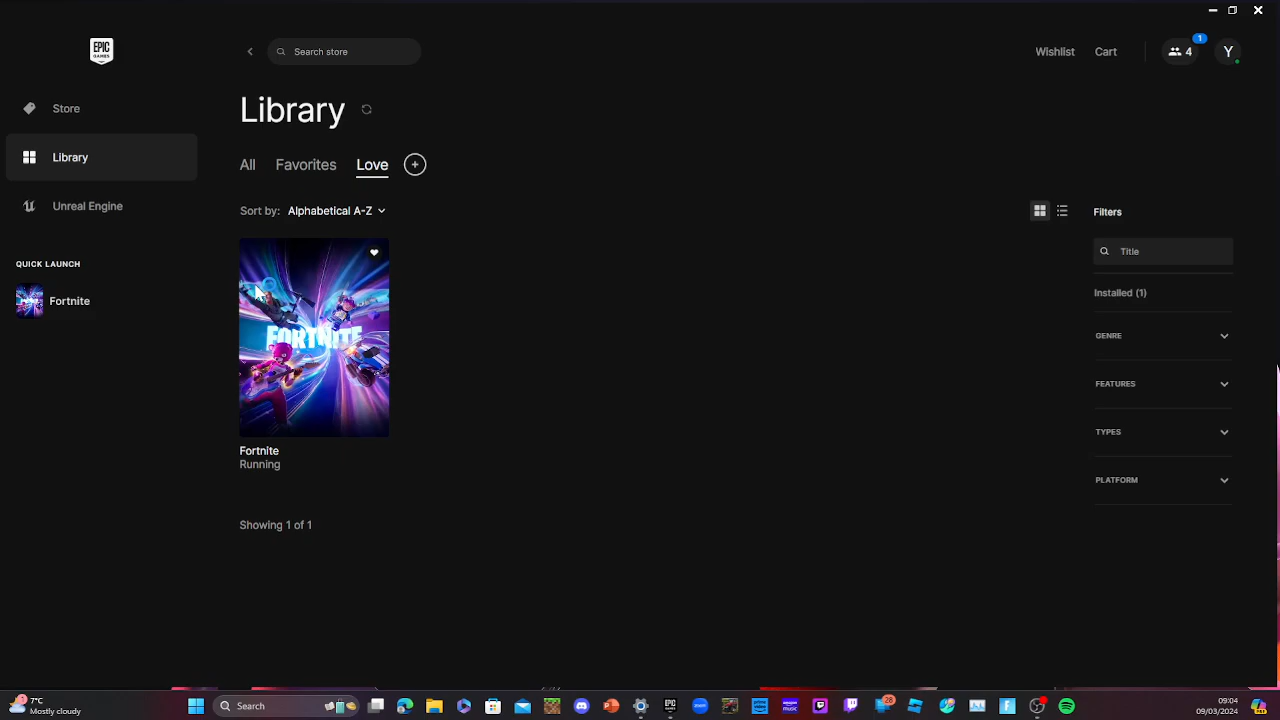 EPIC GAMES
Search store
Wishlist
Cart
4
1
Y
Store
Library
Unreal Engine
QUICK LAUNCH
Fortnite
Library
All
Favorites
Love
Sort by: Alphabetical A-Z
FORTNITE
Fortnite
Running
Showing 1 of 1
Filters
Title
Installed (1)
GENRE
FEATURES
TYPES
PLATFORM
7°C
Mostly cloudy
Search
28
09:04
09/03/2024